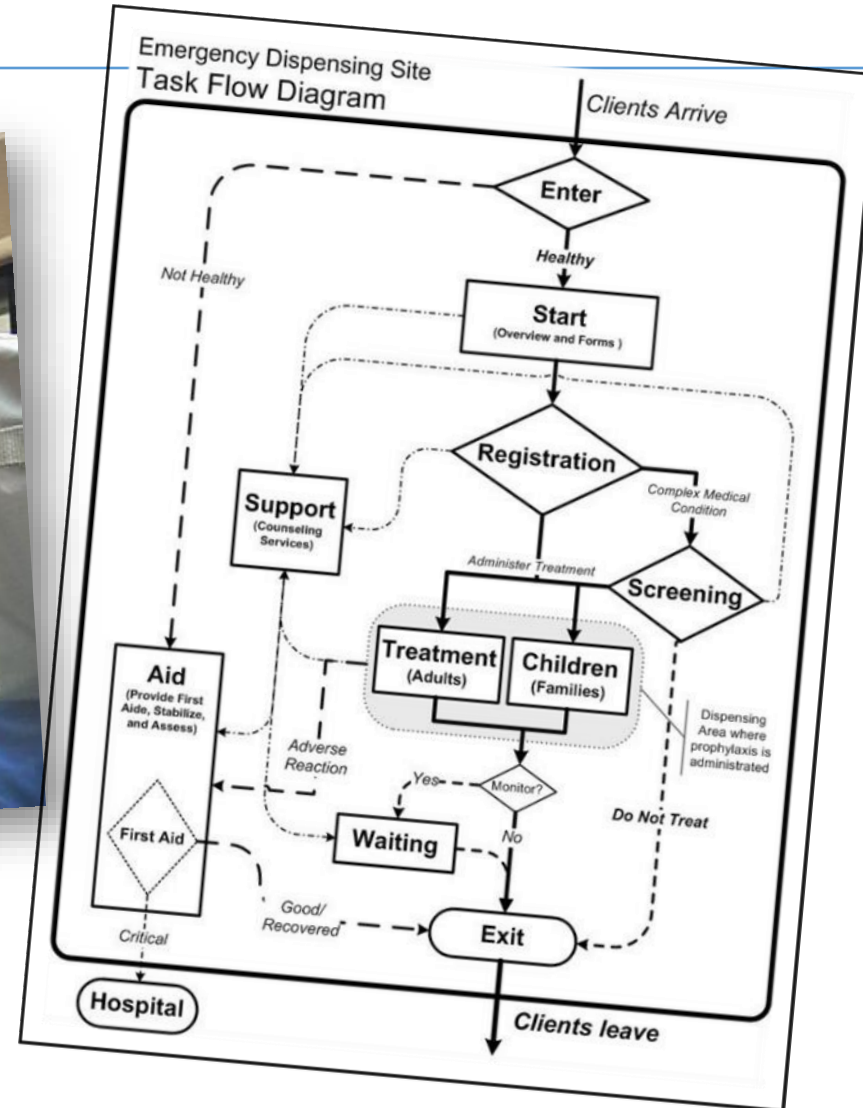 Emergency Dispensing Site
Task Flow Diagram
Clients Arrive
Enter
Healthy
Not Healthy
Start
(Overview and Forms )
Registration
Complex Medical
Condition
Support
(Counseling
Services)
Administer Treatment
Screening
Treatment
(Adults)
Children
(Families)
Aid
(Provide First
Aide, Stabilize,
and Assess)
Dispensing
Area where
prophylaxis is
administrated
Adverse
Reaction
Yes
Monitor?
Do Not Treat
First Aid
Waiting
No
Good/
Recovered
Exit
Critical
Hospital
Clients leave